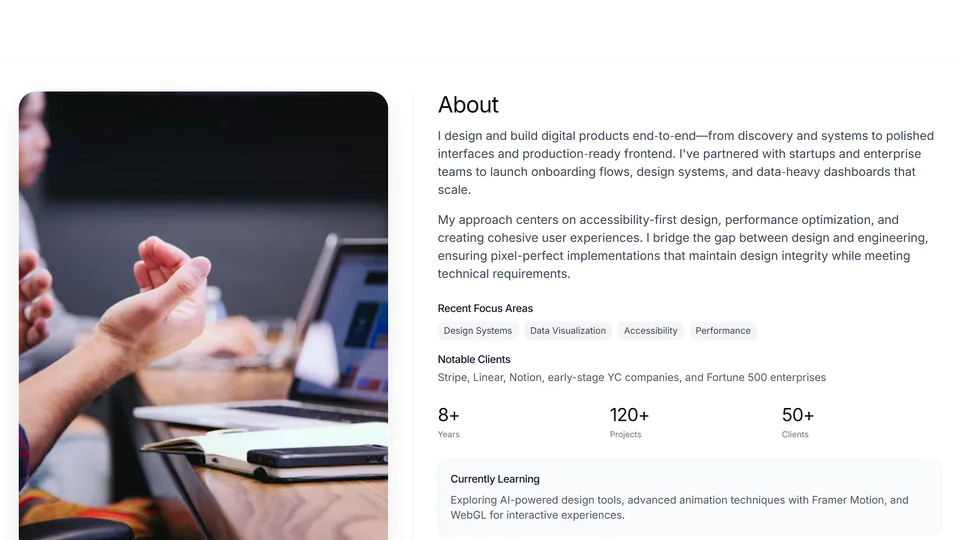 About
I design and build digital products end-to-end—from discovery and systems to polished
interfaces and production-ready frontend. I've partnered with startups and enterprise
teams to launch onboarding flows, design systems, and data-heavy dashboards that
scale.
My approach centers on accessibility-first design, performance optimization, and
creating cohesive user experiences. I bridge the gap between design and engineering,
ensuring pixel-perfect implementations that maintain design integrity while meeting
technical requirements.
Recent Focus Areas
Design Systems Data Visualization Accessibility Performance
Notable Clients
Stripe, Linear, Notion, early-stage YC companies, and Fortune 500 enterprises
8+ 120+ 50+
Years Projects Clients
Currently Learning
Exploring AI-powered design tools, advanced animation techniques with Framer Motion, and
WebGL for interactive experiences.